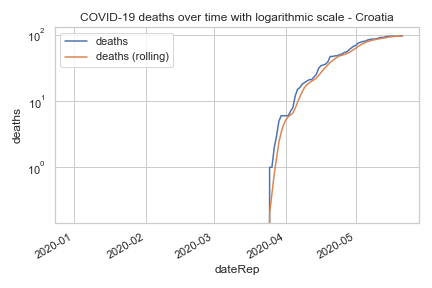 COVID-19 deaths over time with logarithmic scale - Croatia
deaths
deaths (rolling)
10²
10¹
10⁰
deaths
2020-01
2020-02
2020-03
2020-04
2020-05
dateRep